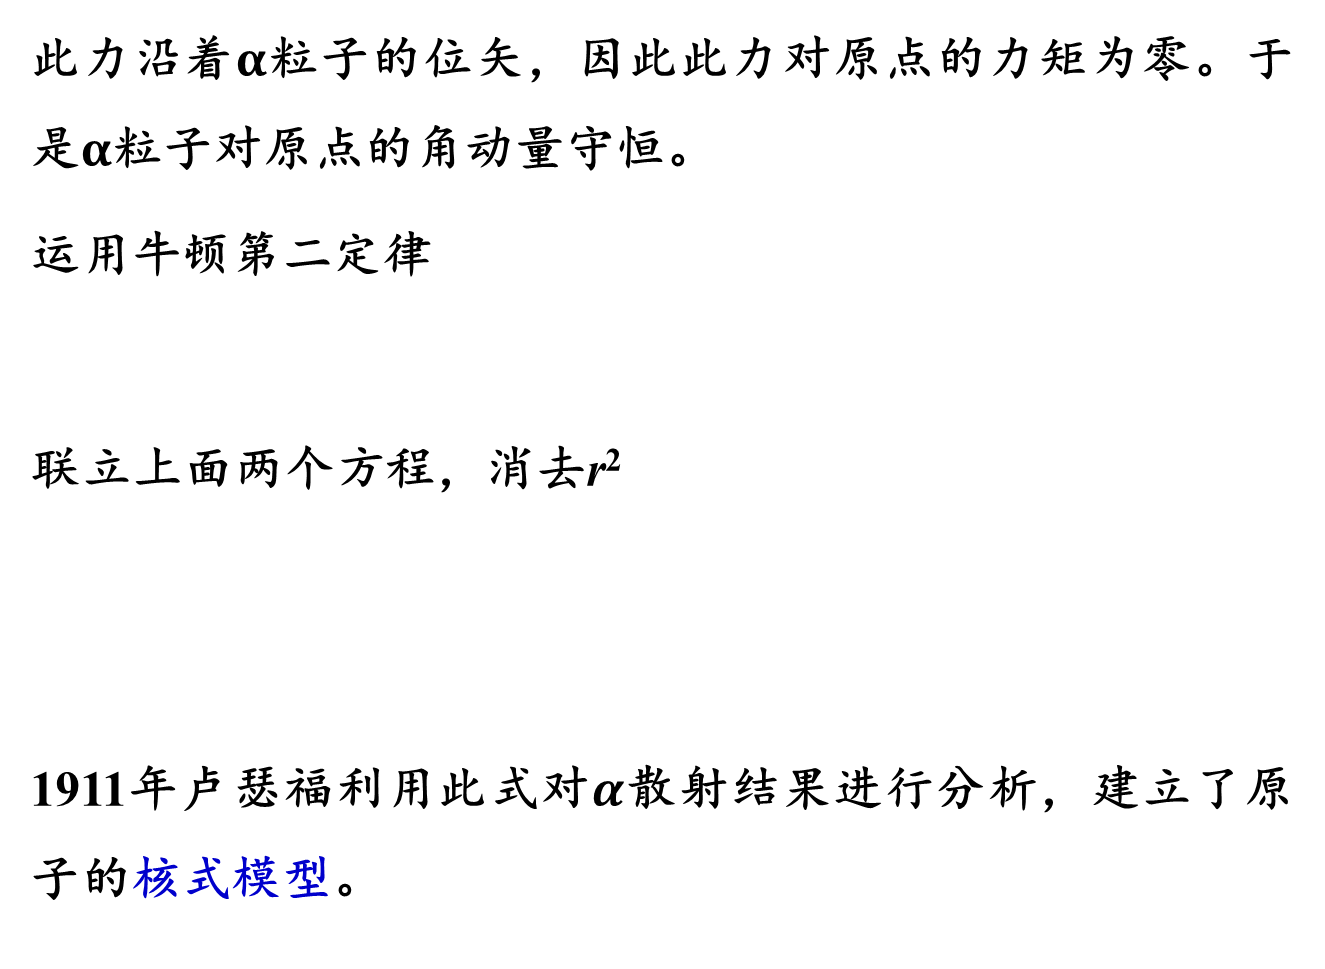 此力沿着α粒子的位矢，因此此力对原点的力矩为零。于
是α粒子对原点的角动量守恒。
运用牛顿第二定律
联立上面两个方程，消去r²
1911年卢瑟福利用此式对α散射结果进行分析，建立了原
子的核式模型。